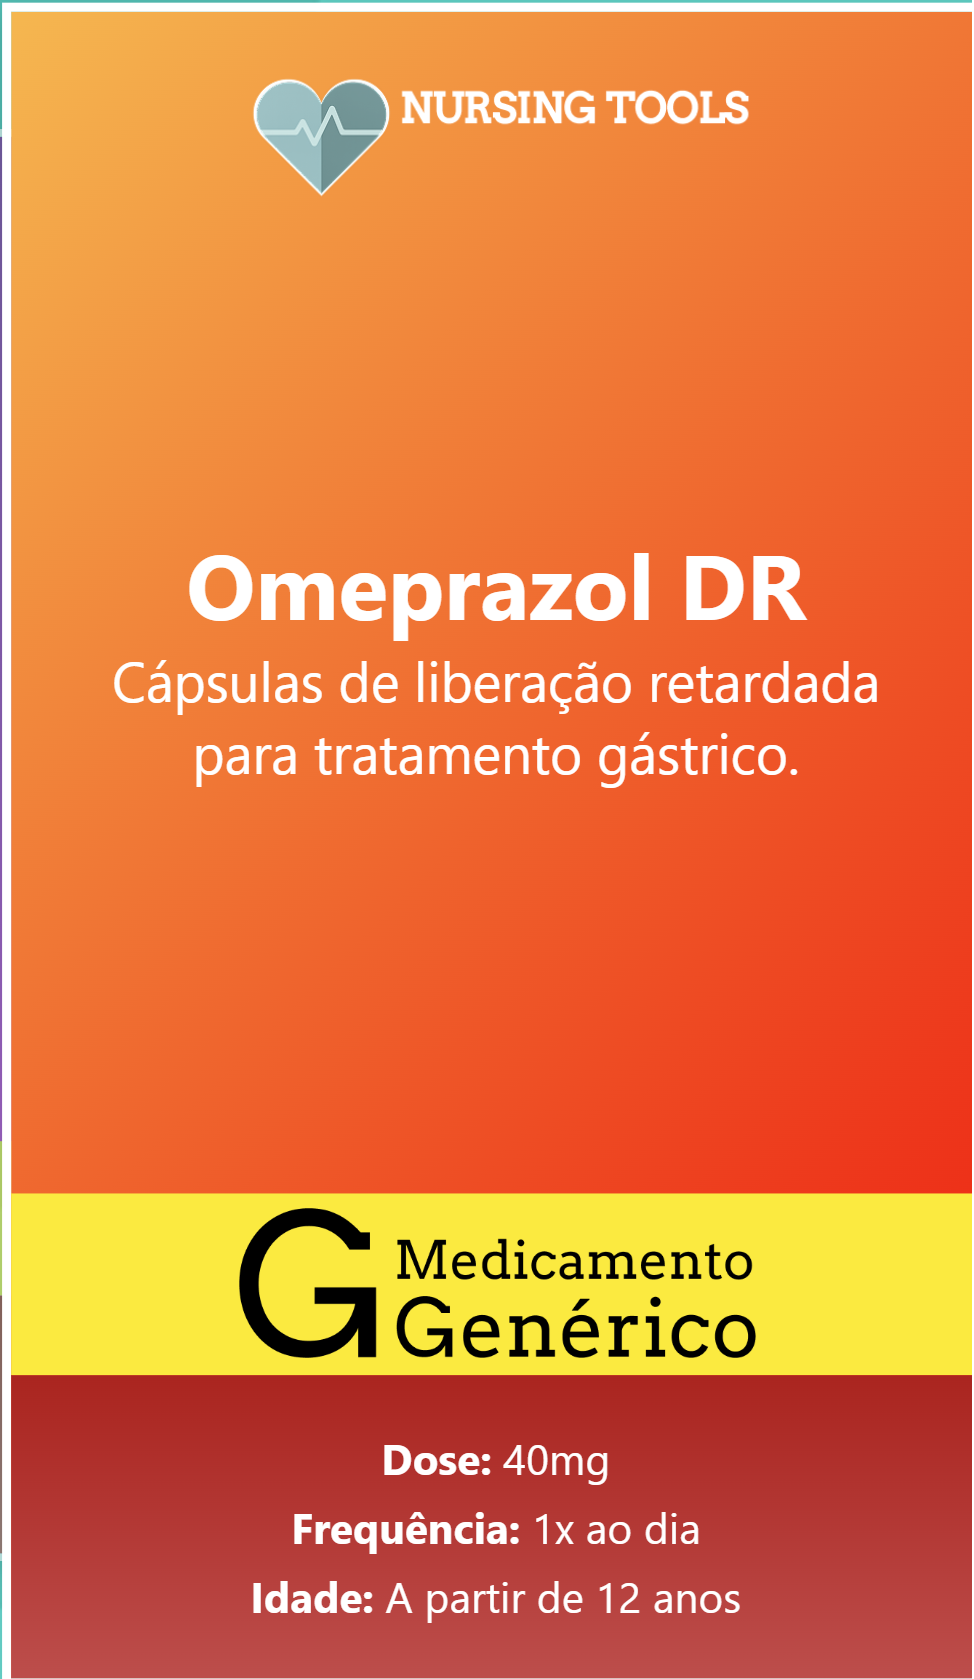 NURSING TOOLS
Omeprazol DR
Cápsulas de liberação retardada
para tratamento gástrico.
G Medicamento
Genérico
Dose: 40mg
Frequência: 1x ao dia
Idade: A partir de 12 anos